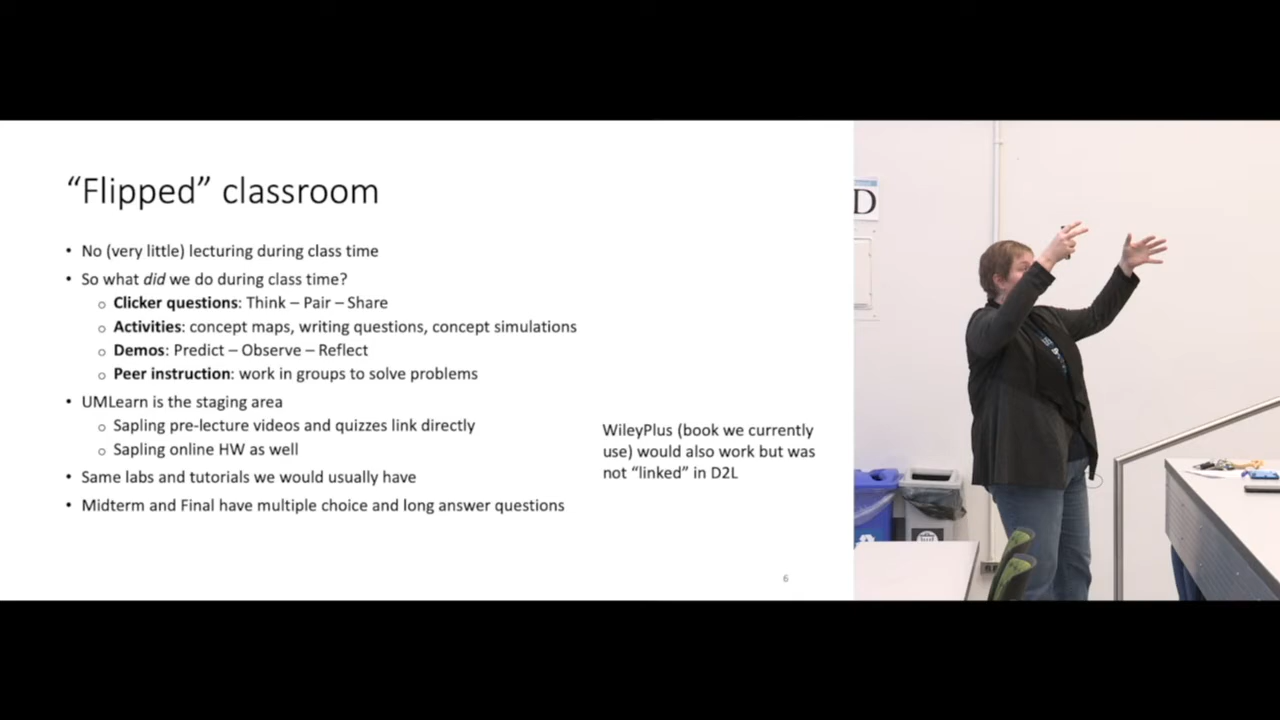 “Flipped” classroom
• No (very little) lecturing during class time
• So what did we do during class time?
o Clicker questions: Think – Pair – Share
o Activities: concept maps, writing questions, concept simulations
o Demos: Predict – Observe – Reflect
o Peer instruction: work in groups to solve problems
• UMLearn is the staging area
o Sapling pre-lecture videos and quizzes link directly
o Sapling online HW as well
• Same labs and tutorials we would usually have
• Midterm and Final have multiple choice and long answer questions
WileyPlus (book we currently
use) would also work but was
not “linked” in D2L
6
D